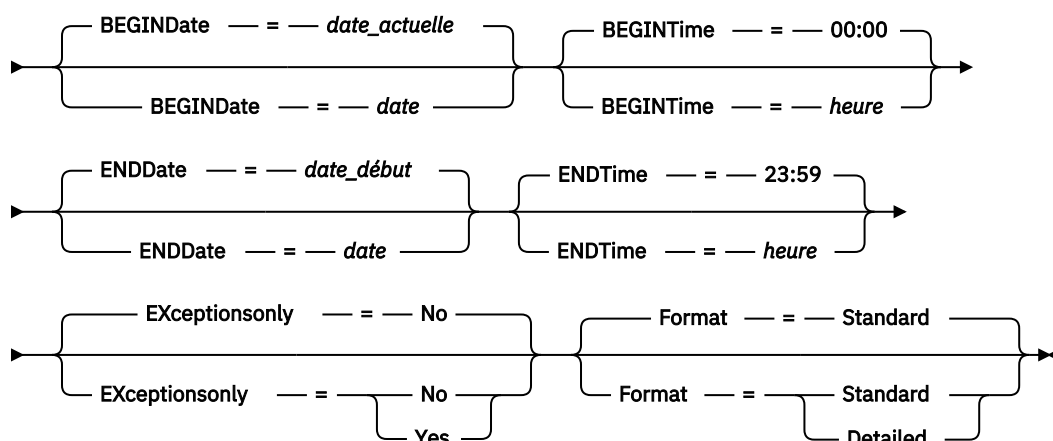 BEGINDate = date_actuelle BEGINTime = 00:00
BEGINDate = date BEGINTime = heure
ENDDate = date_début ENDTime = 23:59
ENDDate = date ENDTime = heure
EXceptionsonly = No Format = Standard
EXceptionsonly = No Format = Standard
Yes Detailed